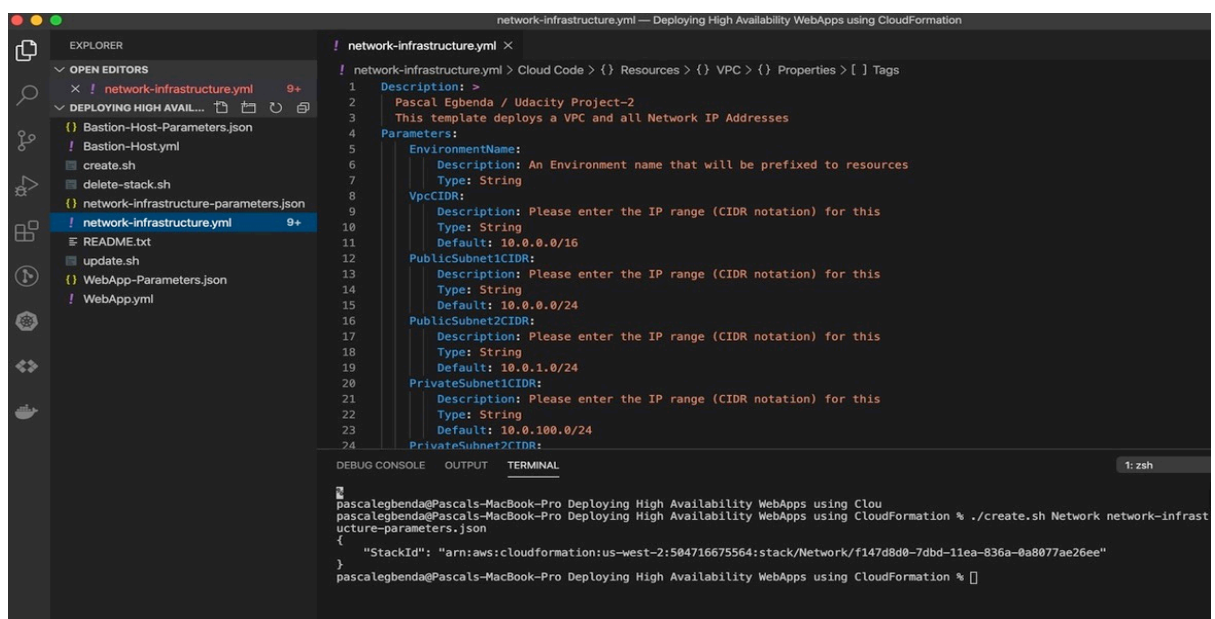 network-infrastructure.yml — Deploying High Availability WebApps using CloudFormation
EXPLORER
OPEN EDITORS
network-infrastructure.yml 9+
DEPLOYING HIGH AVAIL...
Bastion-Host-Parameters.json
Bastion-Host.yml
create.sh
delete-stack.sh
network-infrastructure-parameters.json
network-infrastructure.yml 9+
README.txt
update.sh
WebApp-Parameters.json
WebApp.yml
network-infrastructure.yml
network-infrastructure.yml > Cloud Code > {} Resources > {} VPC > {} Properties > [ ] Tags
1 Description: >
2 Pascal Egbenda / Udacity Project-2
3 This template deploys a VPC and all Network IP Addresses
4 Parameters:
5 EnvironmentName:
6 Description: An Environment name that will be prefixed to resources
7 Type: String
8 VpcCIDR:
9 Description: Please enter the IP range (CIDR notation) for this
10 Type: String
11 Default: 10.0.0.0/16
12 PublicSubnet1CIDR:
13 Description: Please enter the IP range (CIDR notation) for this
14 Type: String
15 Default: 10.0.0.0/24
16 PublicSubnet2CIDR:
17 Description: Please enter the IP range (CIDR notation) for this
18 Type: String
19 Default: 10.0.1.0/24
20 PrivateSubnet1CIDR:
21 Description: Please enter the IP range (CIDR notation) for this
22 Type: String
23 Default: 10.0.100.0/24
24 PrivateSubnet2CIDR:
DEBUG CONSOLE OUTPUT TERMINAL 1: zsh
%
pascalegbenda@Pascals-MacBook-Pro Deploying High Availability WebApps using Clou
pascalegbenda@Pascals-MacBook-Pro Deploying High Availability WebApps using CloudFormation % ./create.sh Network network-infrast
ucture-parameters.json
{
"StackId": "arn:aws:cloudformation:us-west-2:504716675564:stack/Network/f147d8d0-7dbd-11ea-836a-0a8077ae26ee"
}
pascalegbenda@Pascals-MacBook-Pro Deploying High Availability WebApps using CloudFormation %